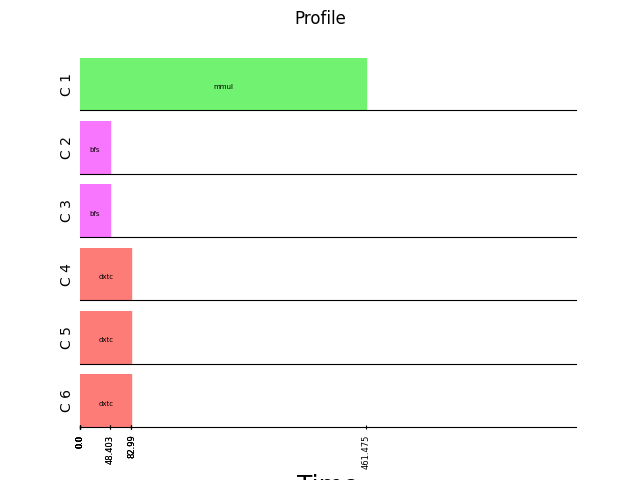 Profile
C 1
mmul
C 2
bfs
C 3
bfs
C 4
dxtc
C 5
dxtc
C 6
dxtc
0.0
48.403
82.99
461.475
Time